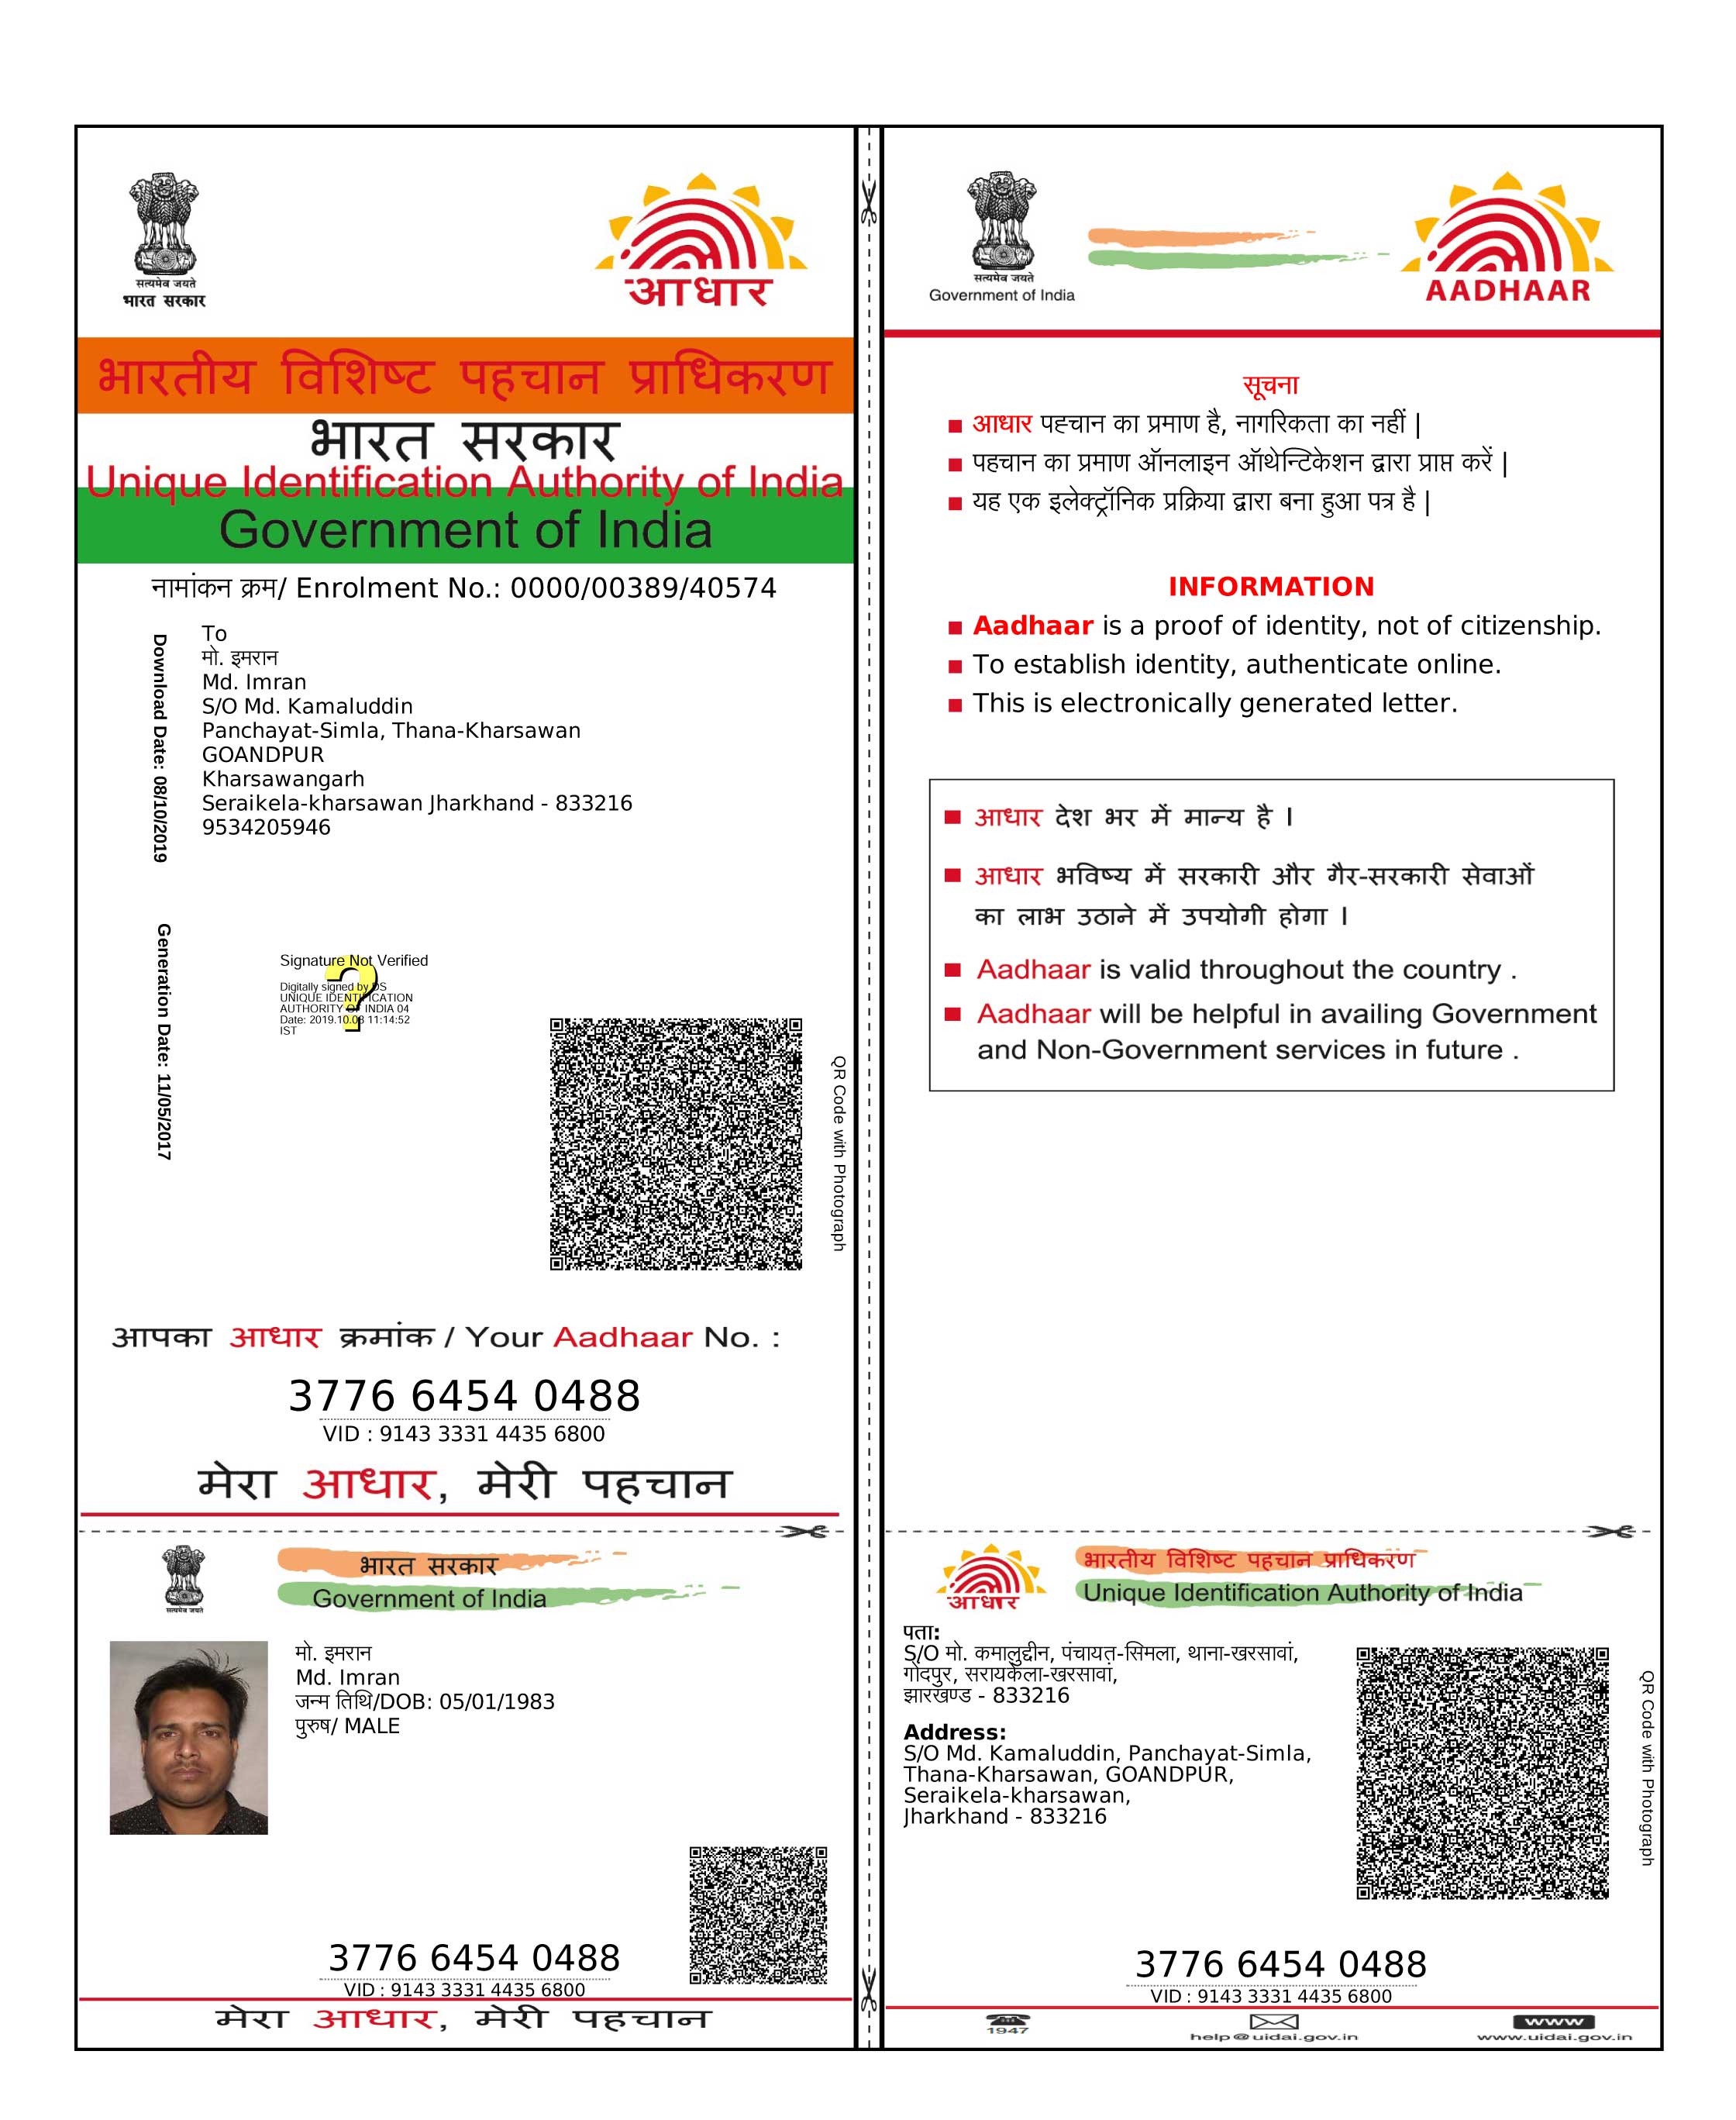 सत्यमेव जयते
भारत सरकार
आधार
भारतीय विशिष्ट पहचान प्राधिकरण
भारत सरकार
Unique Identification Authority of India
Government of India
नामांकन क्रम/ Enrolment No.: 0000/00389/40574
Download Date: 08/10/2019
Generation Date: 11/05/2017
To
मो. इमरान
Md. Imran
S/O Md. Kamaluddin
Panchayat-Simla, Thana-Kharsawan
GOANDPUR
Kharsawangarh
Seraikela-kharsawan Jharkhand - 833216
9534205946
Signature Not Verified
Digitally signed by DS
UNIQUE IDENTIFICATION
AUTHORITY OF INDIA 04
Date: 2019.10.08 11:14:52
IST
QR Code with Photograph
आपका आधार क्रमांक / Your Aadhaar No. :
3776 6454 0488
VID : 9143 3331 4435 6800
मेरा आधार, मेरी पहचान
सत्यमेव जयते
भारत सरकार
Government of India
मो. इमरान
Md. Imran
जन्म तिथि/DOB: 05/01/1983
पुरुष/ MALE
3776 6454 0488
VID : 9143 3331 4435 6800
मेरा आधार, मेरी पहचान
सत्यमेव जयते
Government of India
AADHAAR
सूचना
आधार पहचान का प्रमाण है, नागरिकता का नहीं |
पहचान का प्रमाण ऑनलाइन ऑथेन्टिकेशन द्वारा प्राप्त करें |
यह एक इलेक्ट्रॉनिक प्रक्रिया द्वारा बना हुआ पत्र है |
INFORMATION
Aadhaar is a proof of identity, not of citizenship.
To establish identity, authenticate online.
This is electronically generated letter.
आधार देश भर में मान्य है ।
आधार भविष्य में सरकारी और गैर-सरकारी सेवाओं
का लाभ उठाने में उपयोगी होगा ।
Aadhaar is valid throughout the country .
Aadhaar will be helpful in availing Government
and Non-Government services in future .
आधार
भारतीय विशिष्ट पहचान प्राधिकरण
Unique Identification Authority of India
पता:
S/O मो. कमालुद्दीन, पंचायत-सिमला, थाना-खरसावां,
गोंदपुर, सरायकेला-खरसावां,
झारखण्ड - 833216
Address:
S/O Md. Kamaluddin, Panchayat-Simla,
Thana-Kharsawan, GOANDPUR,
Seraikela-kharsawan,
Jharkhand - 833216
QR Code with Photograph
3776 6454 0488
VID : 9143 3331 4435 6800
1947
help@uidai.gov.in
www
www.uidai.gov.in